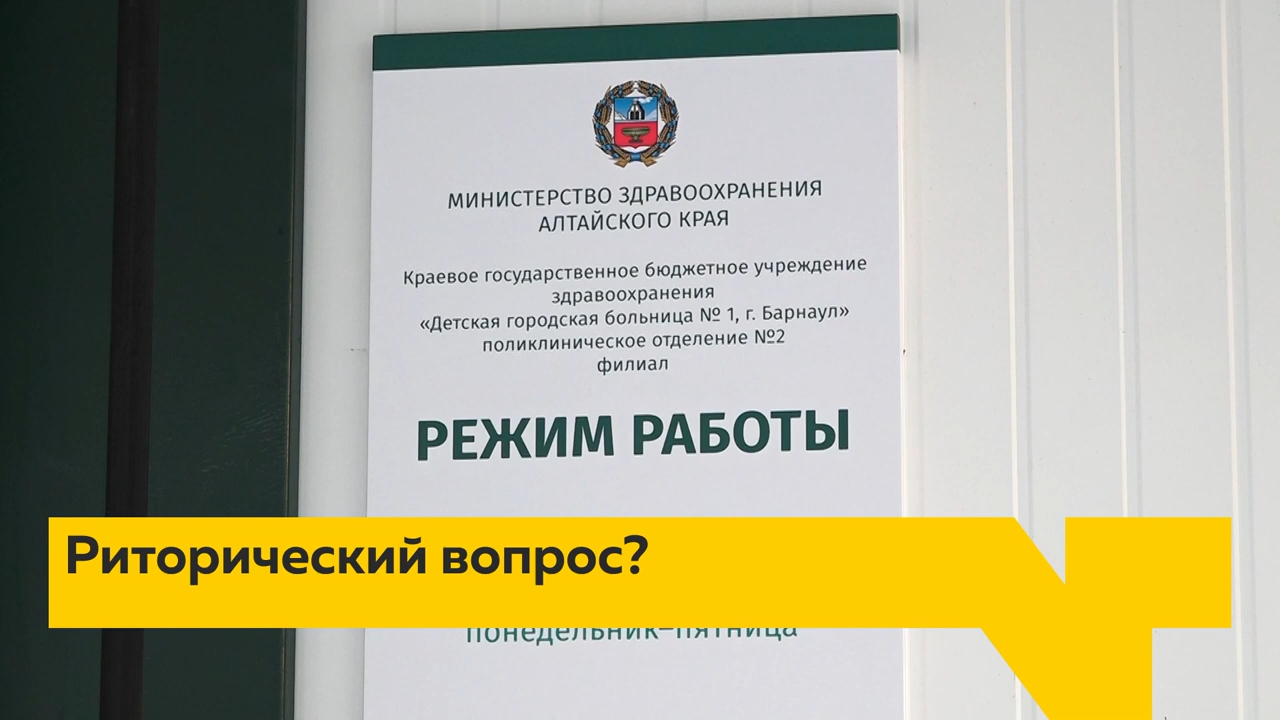 МИНИСТЕРСТВО ЗДРАВООХРАНЕНИЯ
АЛТАЙСКОГО КРАЯ
Краевое государственное бюджетное учреждение
здравоохранения
«Детская городская больница № 1, г. Барнаул»
поликлиническое отделение №2
филиал
РЕЖИМ РАБОТЫ
Риторический вопрос?
понедельник–пятница